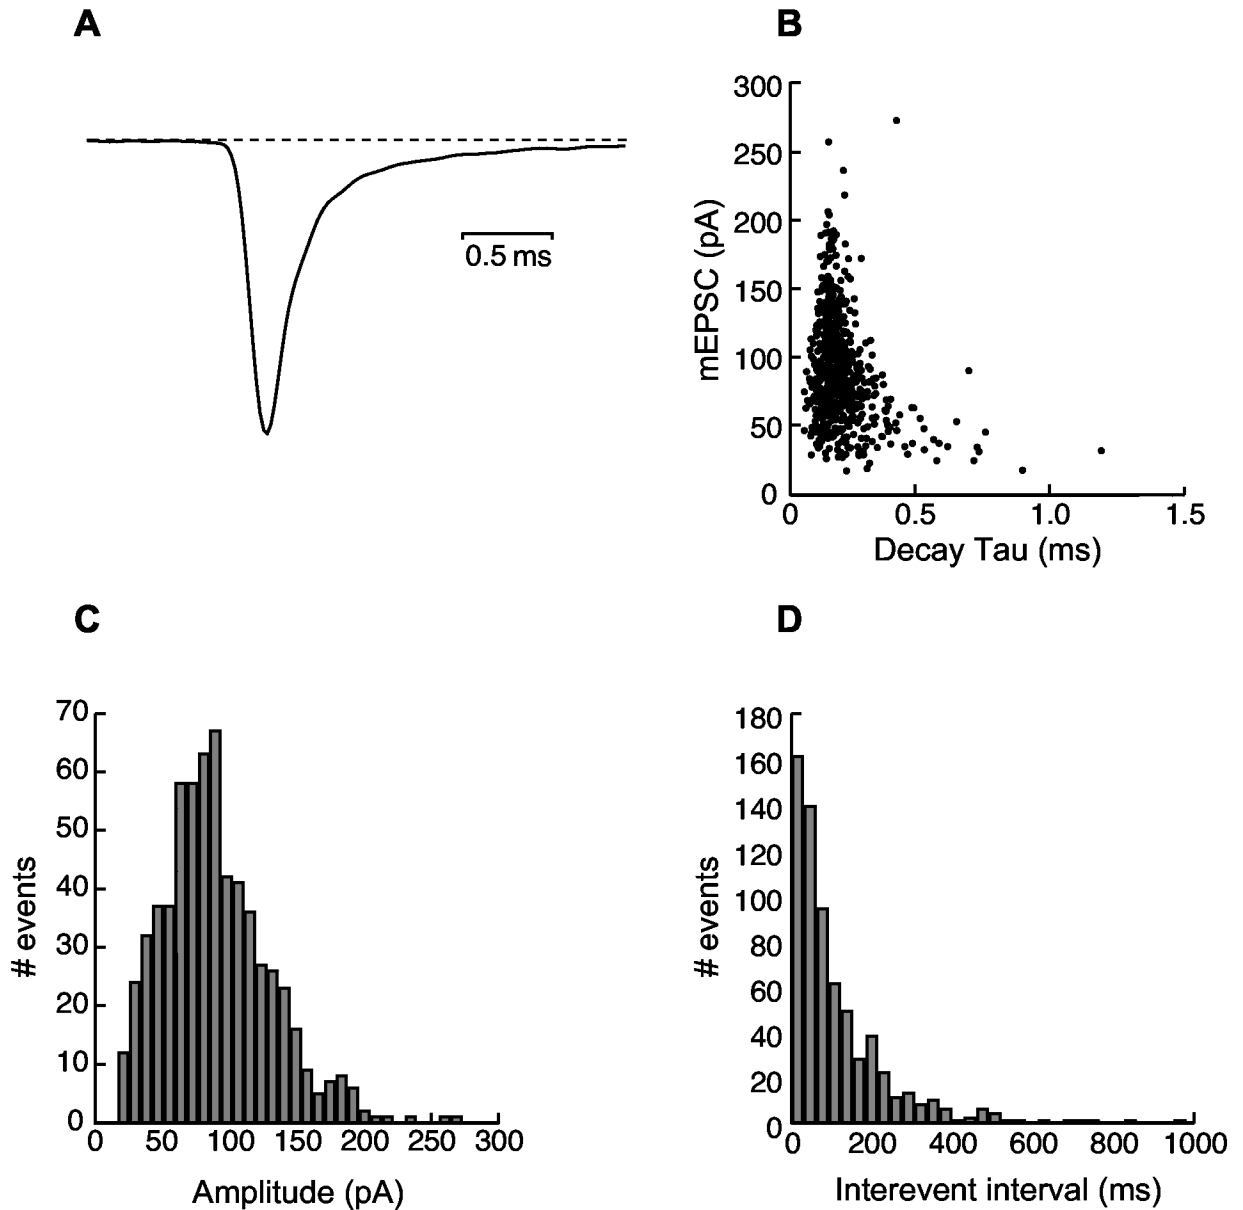 A
0.5 ms
B
300
250
200
150
100
50
0
mEPSC (pA)
0 0.5 1.0 1.5
Decay Tau (ms)
C
70
60
50
40
30
20
10
0
# events
0 50 100 150 200 250 300
Amplitude (pA)
D
180
160
140
120
100
80
60
40
20
0
# events
0 200 400 600 800 1000
Interevent interval (ms)